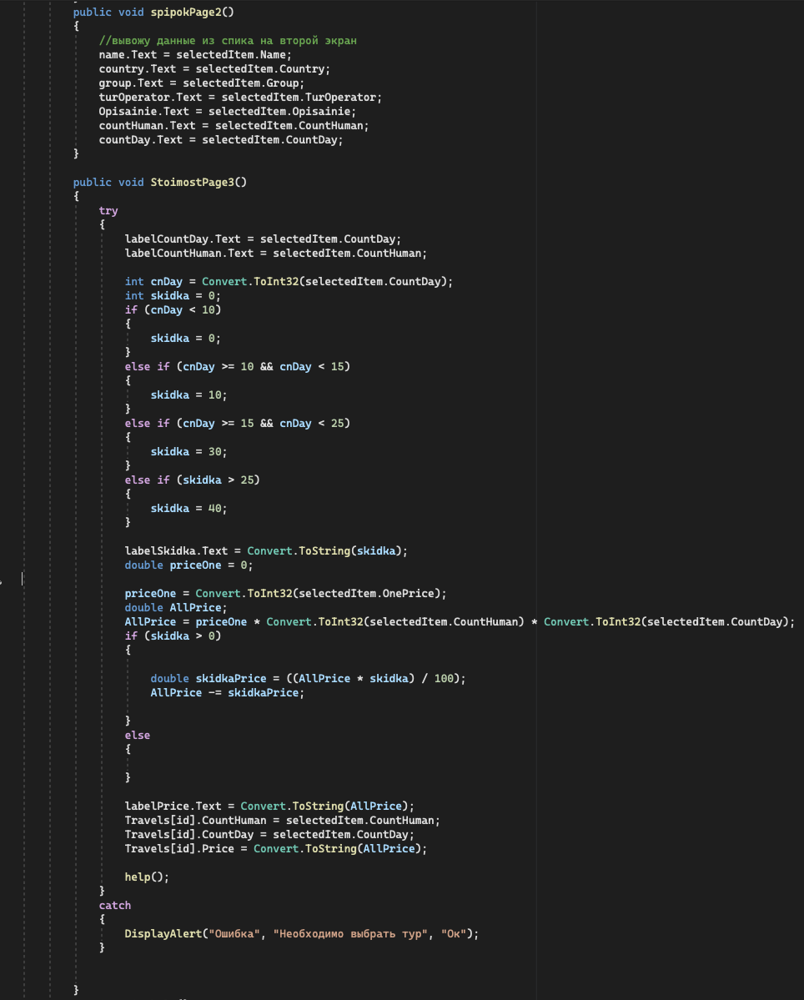 public void spipokPage2()
{
//вывожу данные из спика на второй экран
name.Text = selectedItem.Name;
country.Text = selectedItem.Country;
group.Text = selectedItem.Group;
turOperator.Text = selectedItem.TurOperator;
Opisainie.Text = selectedItem.Opisainie;
countHuman.Text = selectedItem.CountHuman;
countDay.Text = selectedItem.CountDay;
}
public void StoimostPage3()
{
try
{
labelCountDay.Text = selectedItem.CountDay;
labelCountHuman.Text = selectedItem.CountHuman;
int cnDay = Convert.ToInt32(selectedItem.CountDay);
int skidka = 0;
if (cnDay < 10)
{
skidka = 0;
}
else if (cnDay >= 10 && cnDay < 15)
{
skidka = 10;
}
else if (cnDay >= 15 && cnDay < 25)
{
skidka = 30;
}
else if (skidka > 25)
{
skidka = 40;
}
labelSkidka.Text = Convert.ToString(skidka);
double priceOne = 0;
priceOne = Convert.ToInt32(selectedItem.OnePrice);
double AllPrice;
AllPrice = priceOne * Convert.ToInt32(selectedItem.CountHuman) * Convert.ToInt32(selectedItem.CountDay);
if (skidka > 0)
{
double skidkaPrice = ((AllPrice * skidka) / 100);
AllPrice -= skidkaPrice;
}
else
{
}
labelPrice.Text = Convert.ToString(AllPrice);
Travels[id].CountHuman = selectedItem.CountHuman;
Travels[id].CountDay = selectedItem.CountDay;
Travels[id].Price = Convert.ToString(AllPrice);
help();
}
catch
{
DisplayAlert("Ошибка", "Необходимо выбрать тур", "Ок");
}
}